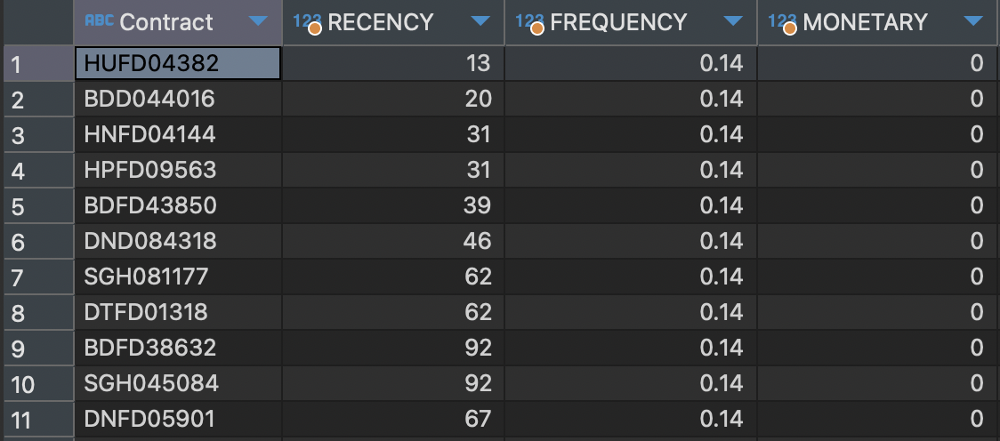 ABC Contract 123 RECENCY 123 FREQUENCY 123 MONETARY
1 HUFD04382 13 0.14 0
2 BDD044016 20 0.14 0
3 HNFD04144 31 0.14 0
4 HPFD09563 31 0.14 0
5 BDFD43850 39 0.14 0
6 DND084318 46 0.14 0
7 SGH081177 62 0.14 0
8 DTFD01318 62 0.14 0
9 BDFD38632 92 0.14 0
10 SGH045084 92 0.14 0
11 DNFD05901 67 0.14 0